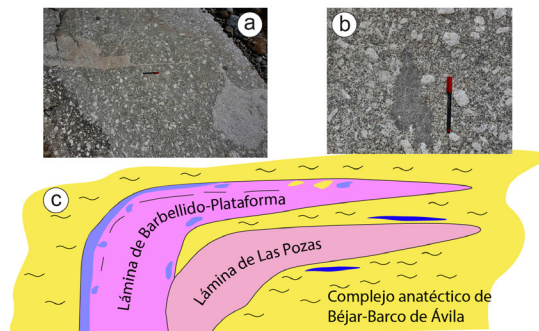 a
b
c
Lámina de Barbellido-Plataforma
Lámina de Las Pozas
Complejo anatéctico de
Béjar-Barco de Ávila